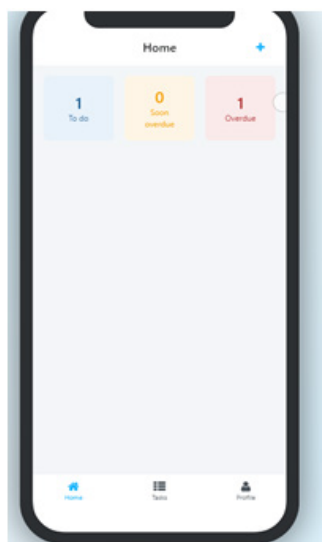 Home +
1
To do
0
Soon
overdue
1
Overdue
Home Tasks Profile